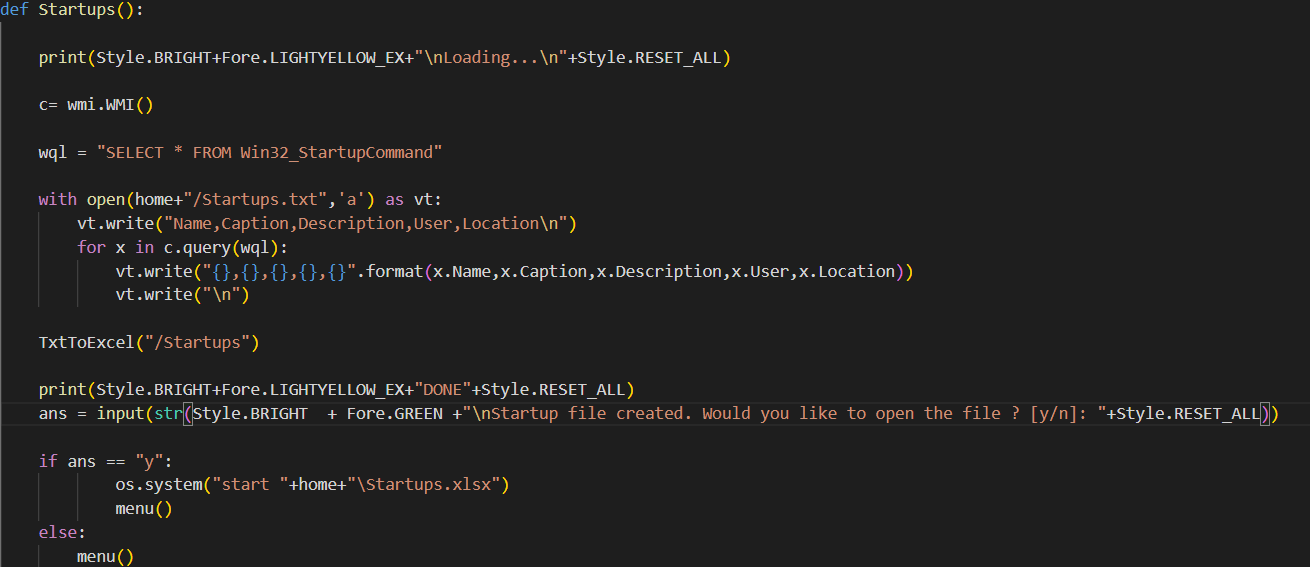 def Startups():
print(Style.BRIGHT+Fore.LIGHTYELLOW_EX+"\nLoading...\n"+Style.RESET_ALL)
c= wmi.WMI()
wql = "SELECT * FROM Win32_StartupCommand"
with open(home+"/Startups.txt",'a') as vt:
vt.write("Name,Caption,Description,User,Location\n")
for x in c.query(wql):
vt.write("{},{},{},{},{}".format(x.Name,x.Caption,x.Description,x.User,x.Location))
vt.write("\n")
TxtToExcel("/Startups")
print(Style.BRIGHT+Fore.LIGHTYELLOW_EX+"DONE"+Style.RESET_ALL)
ans = input(str(Style.BRIGHT  + Fore.GREEN +"\nStartup file created. Would you like to open the file ? [y/n]: "+Style.RESET_ALL))
if ans == "y":
os.system("start "+home+"\Startups.xlsx")
menu()
else:
menu()